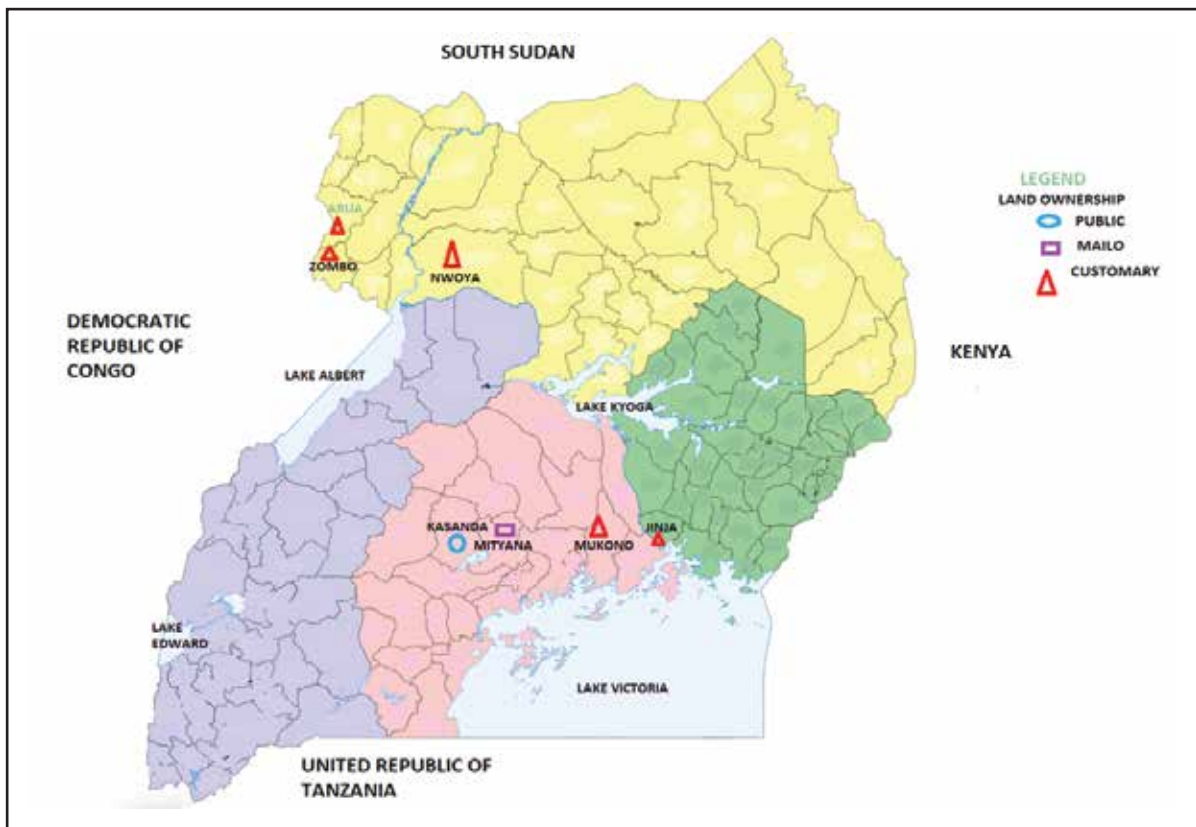 SOUTH SUDAN
LEGEND
LAND OWNERSHIP
PUBLIC
MAILO
CUSTOMARY
ARUA
ZOMBO
NWOYA
DEMOCRATIC
REPUBLIC OF
CONGO
KENYA
LAKE ALBERT
LAKE KYOGA
KASANDA
MITYANA
MUKONO
JINJA
LAKE
EDWARD
LAKE VICTORIA
UNITED REPUBLIC OF
TANZANIA